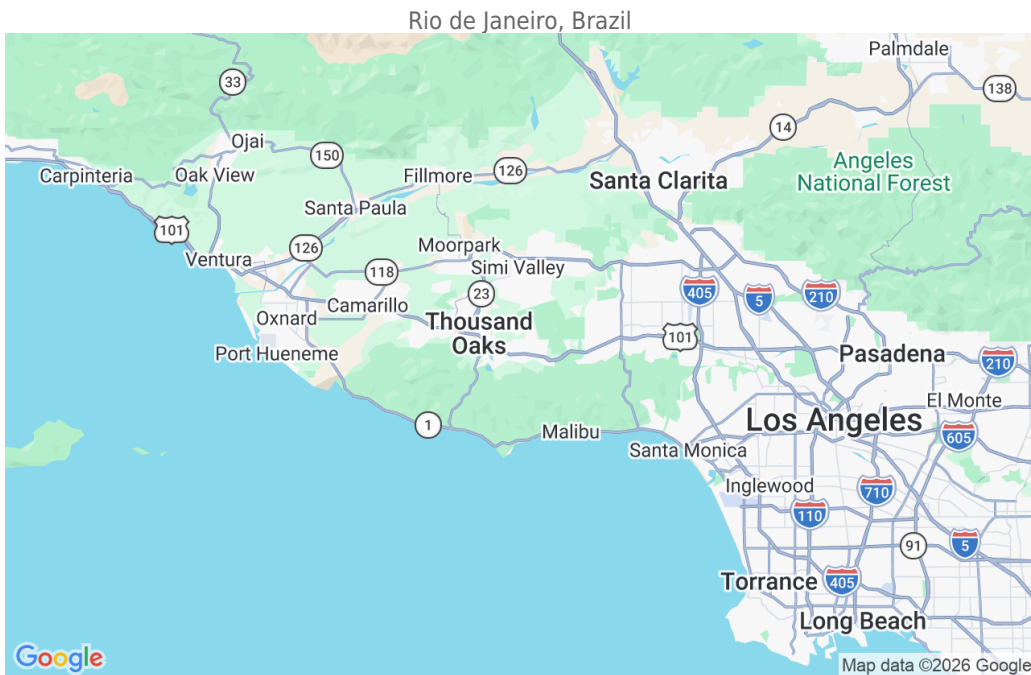 Rio de Janeiro, Brazil
Palmdale
33
138
14
Ojai
150
Angeles
National Forest
Carpinteria
Oak View
Fillmore
126
Santa Clarita
Santa Paula
101
126
Moorpark
Ventura
118
Simi Valley
23
405
5
210
Camarillo
Oxnard
Thousand
Oaks
101
Port Hueneme
Pasadena
210
El Monte
1
Malibu
Los Angeles
605
Santa Monica
Inglewood
710
110
91
5
Torrance
405
Long Beach
Google
Map data ©2026 Google